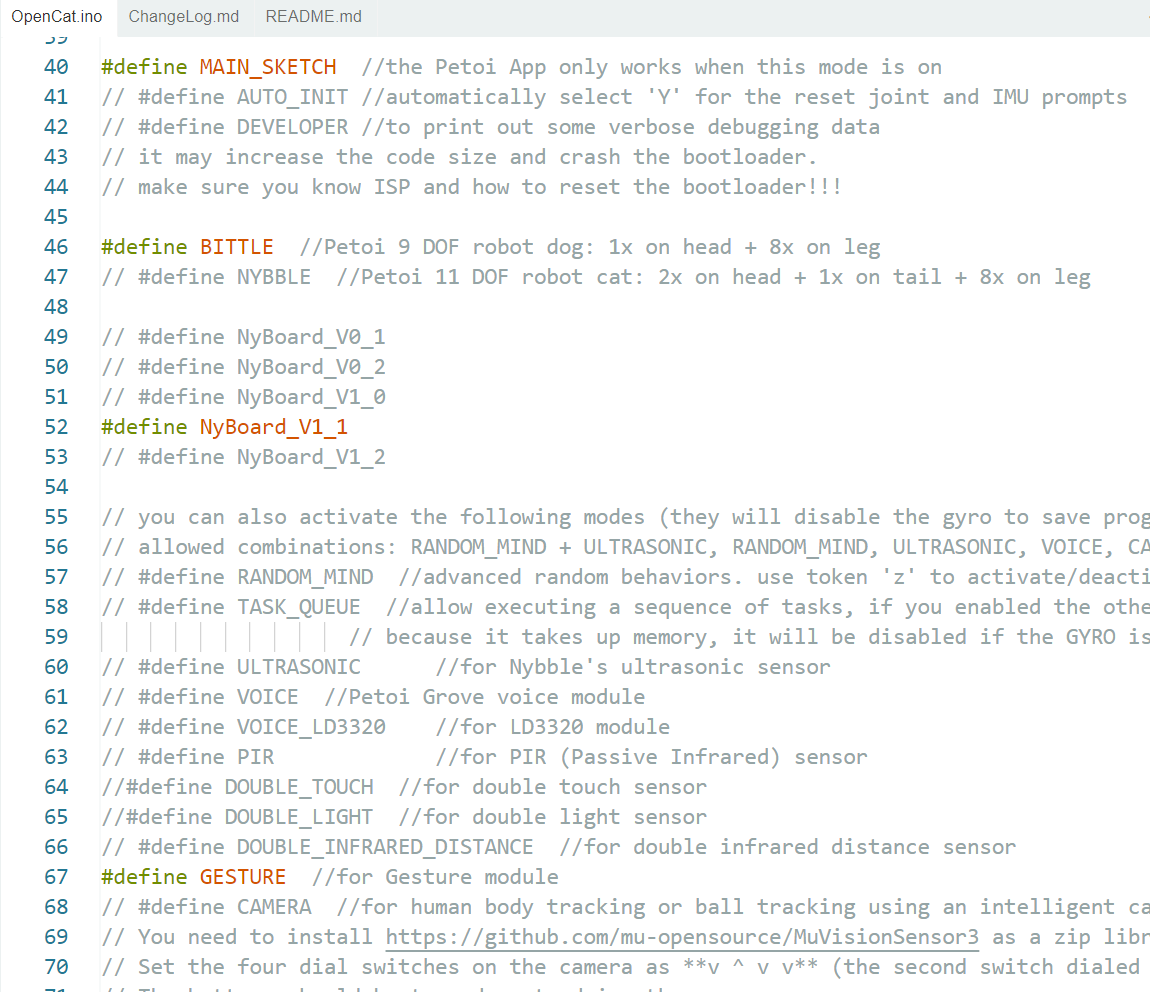 OpenCat.ino ChangeLog.md README.md
39
40 #define MAIN_SKETCH //the Petoi App only works when this mode is on
41 // #define AUTO_INIT //automatically select 'Y' for the reset joint and IMU prompts
42 // #define DEVELOPER //to print out some verbose debugging data
43 // it may increase the code size and crash the bootloader.
44 // make sure you know ISP and how to reset the bootloader!!!
45
46 #define BITTLE //Petoi 9 DOF robot dog: 1x on head + 8x on leg
47 // #define NYBBLE //Petoi 11 DOF robot cat: 2x on head + 1x on tail + 8x on leg
48
49 // #define NyBoard_V0_1
50 // #define NyBoard_V0_2
51 // #define NyBoard_V1_0
52 #define NyBoard_V1_1
53 // #define NyBoard_V1_2
54
55 // you can also activate the following modes (they will disable the gyro to save prog
56 // allowed combinations: RANDOM_MIND + ULTRASONIC, RANDOM_MIND, ULTRASONIC, VOICE, CA
57 // #define RANDOM_MIND //advanced random behaviors. use token 'z' to activate/deacti
58 // #define TASK_QUEUE //allow executing a sequence of tasks, if you enabled the othe
59 // because it takes up memory, it will be disabled if the GYRO is
60 // #define ULTRASONIC //for Nybble's ultrasonic sensor
61 // #define VOICE //Petoi Grove voice module
62 // #define VOICE_LD3320 //for LD3320 module
63 // #define PIR //for PIR (Passive Infrared) sensor
64 //#define DOUBLE_TOUCH //for double touch sensor
65 //#define DOUBLE_LIGHT //for double light sensor
66 // #define DOUBLE_INFRARED_DISTANCE //for double infrared distance sensor
67 #define GESTURE //for Gesture module
68 // #define CAMERA //for human body tracking or ball tracking using an intelligent ca
69 // You need to install https://github.com/mu-opensource/MuVisionSensor3 as a zip libr
70 // Set the four dial switches on the camera as **v ^ v v** (the second switch dialed